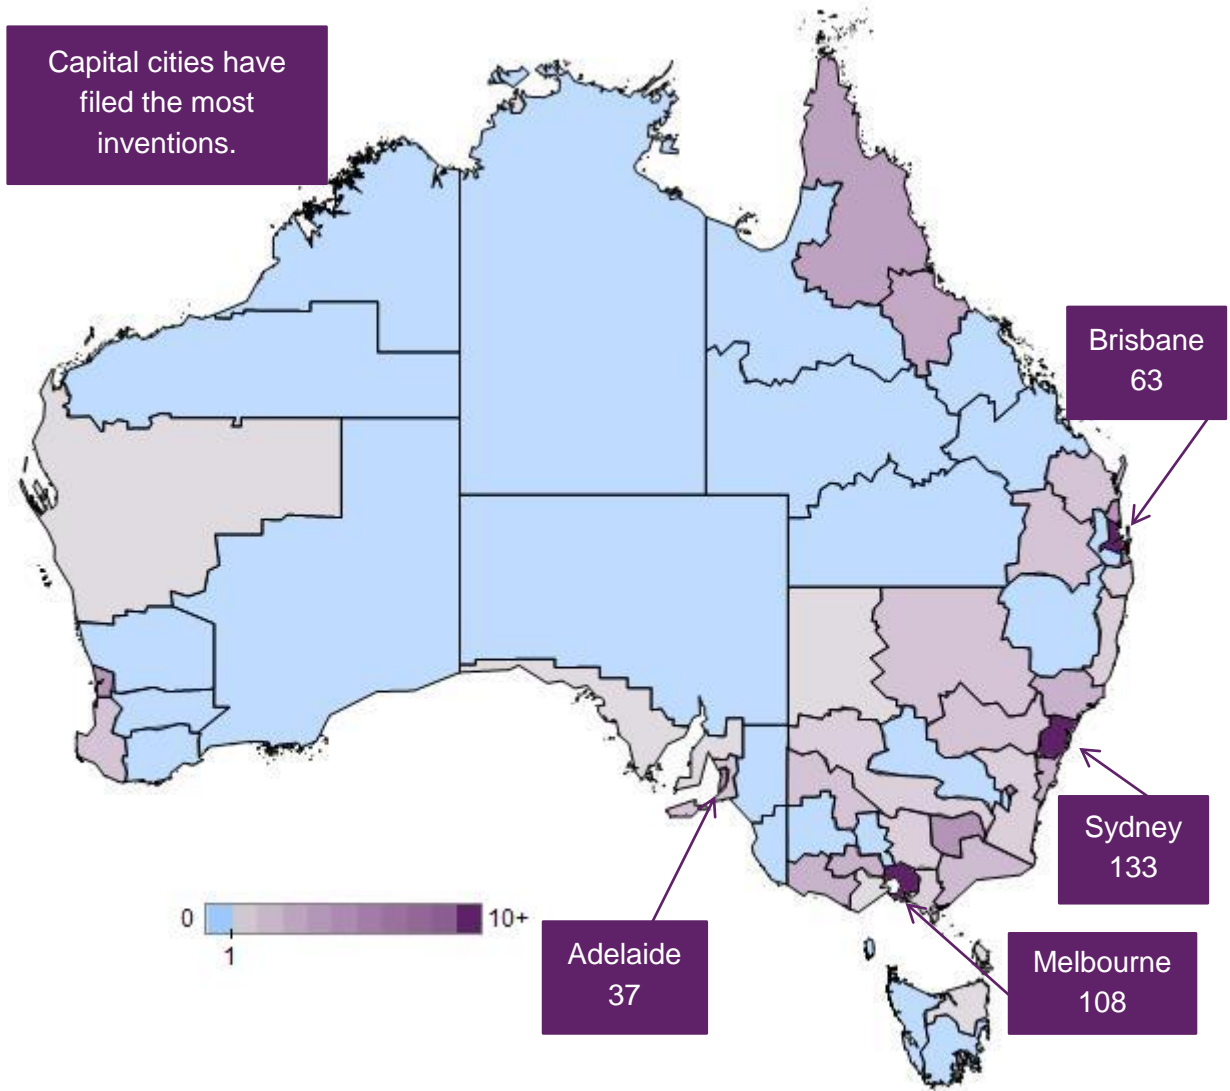 Capital cities have
filed the most
inventions.
Brisbane
63
Sydney
133
0
10+
1
Adelaide
37
Melbourne
108